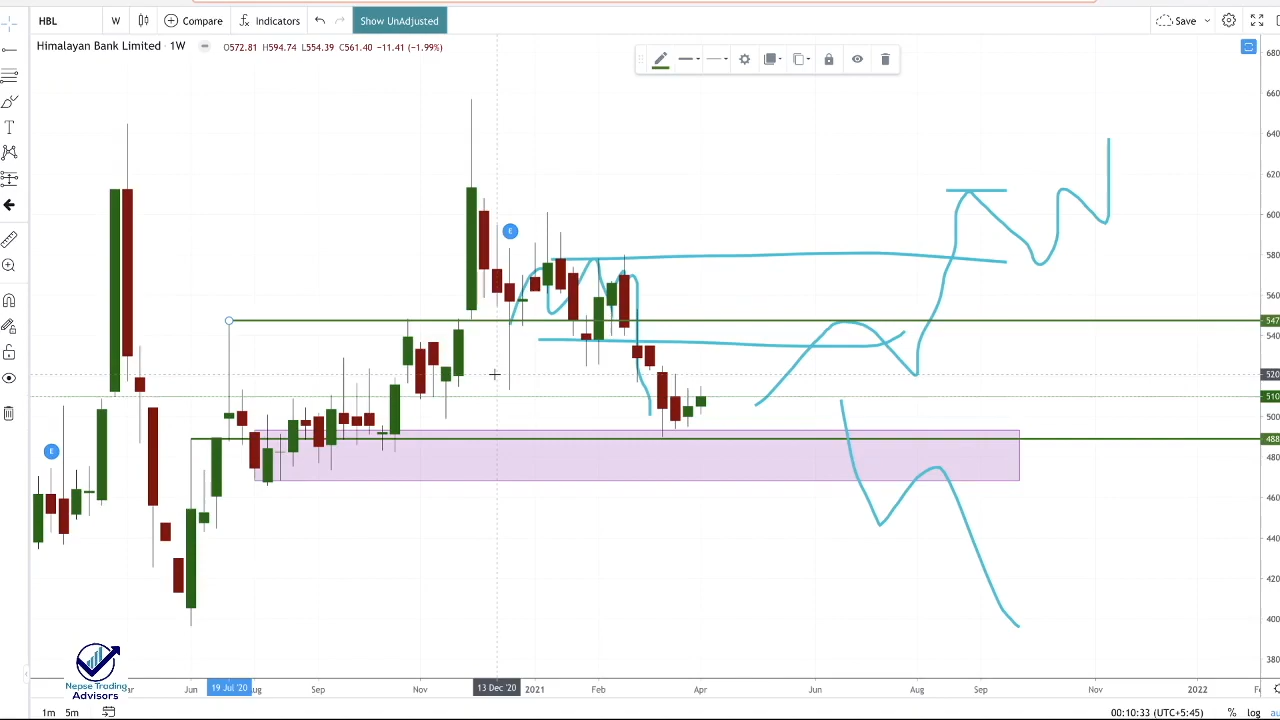 HBL W Compare Indicators Show UnAdjusted Save
Himalayan Bank Limited 1W O572.81 H594.74 L554.39 C561.40 −11.41 (−1.99%)
680
660
640
620
600
E
580
560
547
540
520
510
500
E
488
480
460
440
420
400
380
Nepse Trading
Advisors
Jun 19 Jul '20 Sep Nov 13 Dec '20 2021 Feb Apr Jun Aug Sep Nov 2022
1m 5m 00:10:33 (UTC+5:45) % log